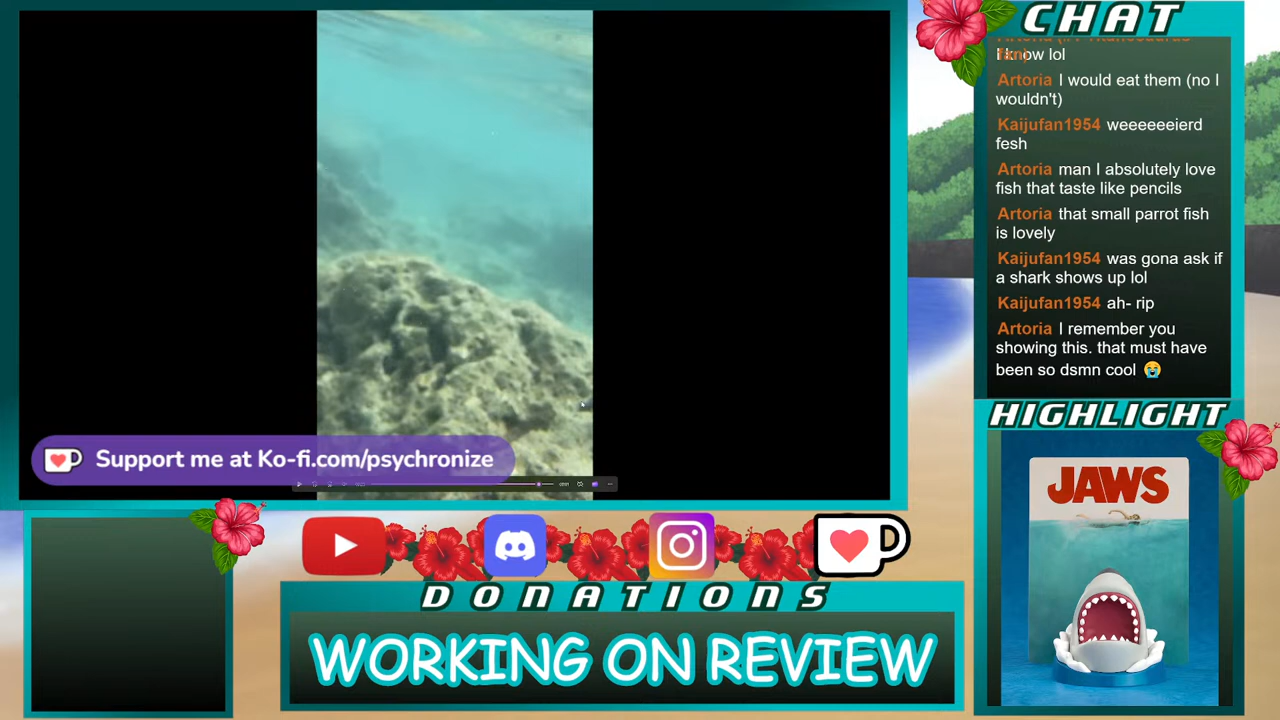 CHAT
know lol
Artoria I would eat them (no I
wouldn't)
Kaijufan1954 weeeeeeierd
fesh
Artoria man I absolutely love
fish that taste like pencils
Artoria that small parrot fish
is lovely
Kaijufan1954 was gona ask if
a shark shows up lol
Kaijufan1954 ah- rip
Artoria I remember you
showing this. that must have
been so dsmn cool 😭
Support me at Ko-fi.com/psychronize
HIGHLIGHT
JAWS
DONATIONS
WORKING ON REVIEW